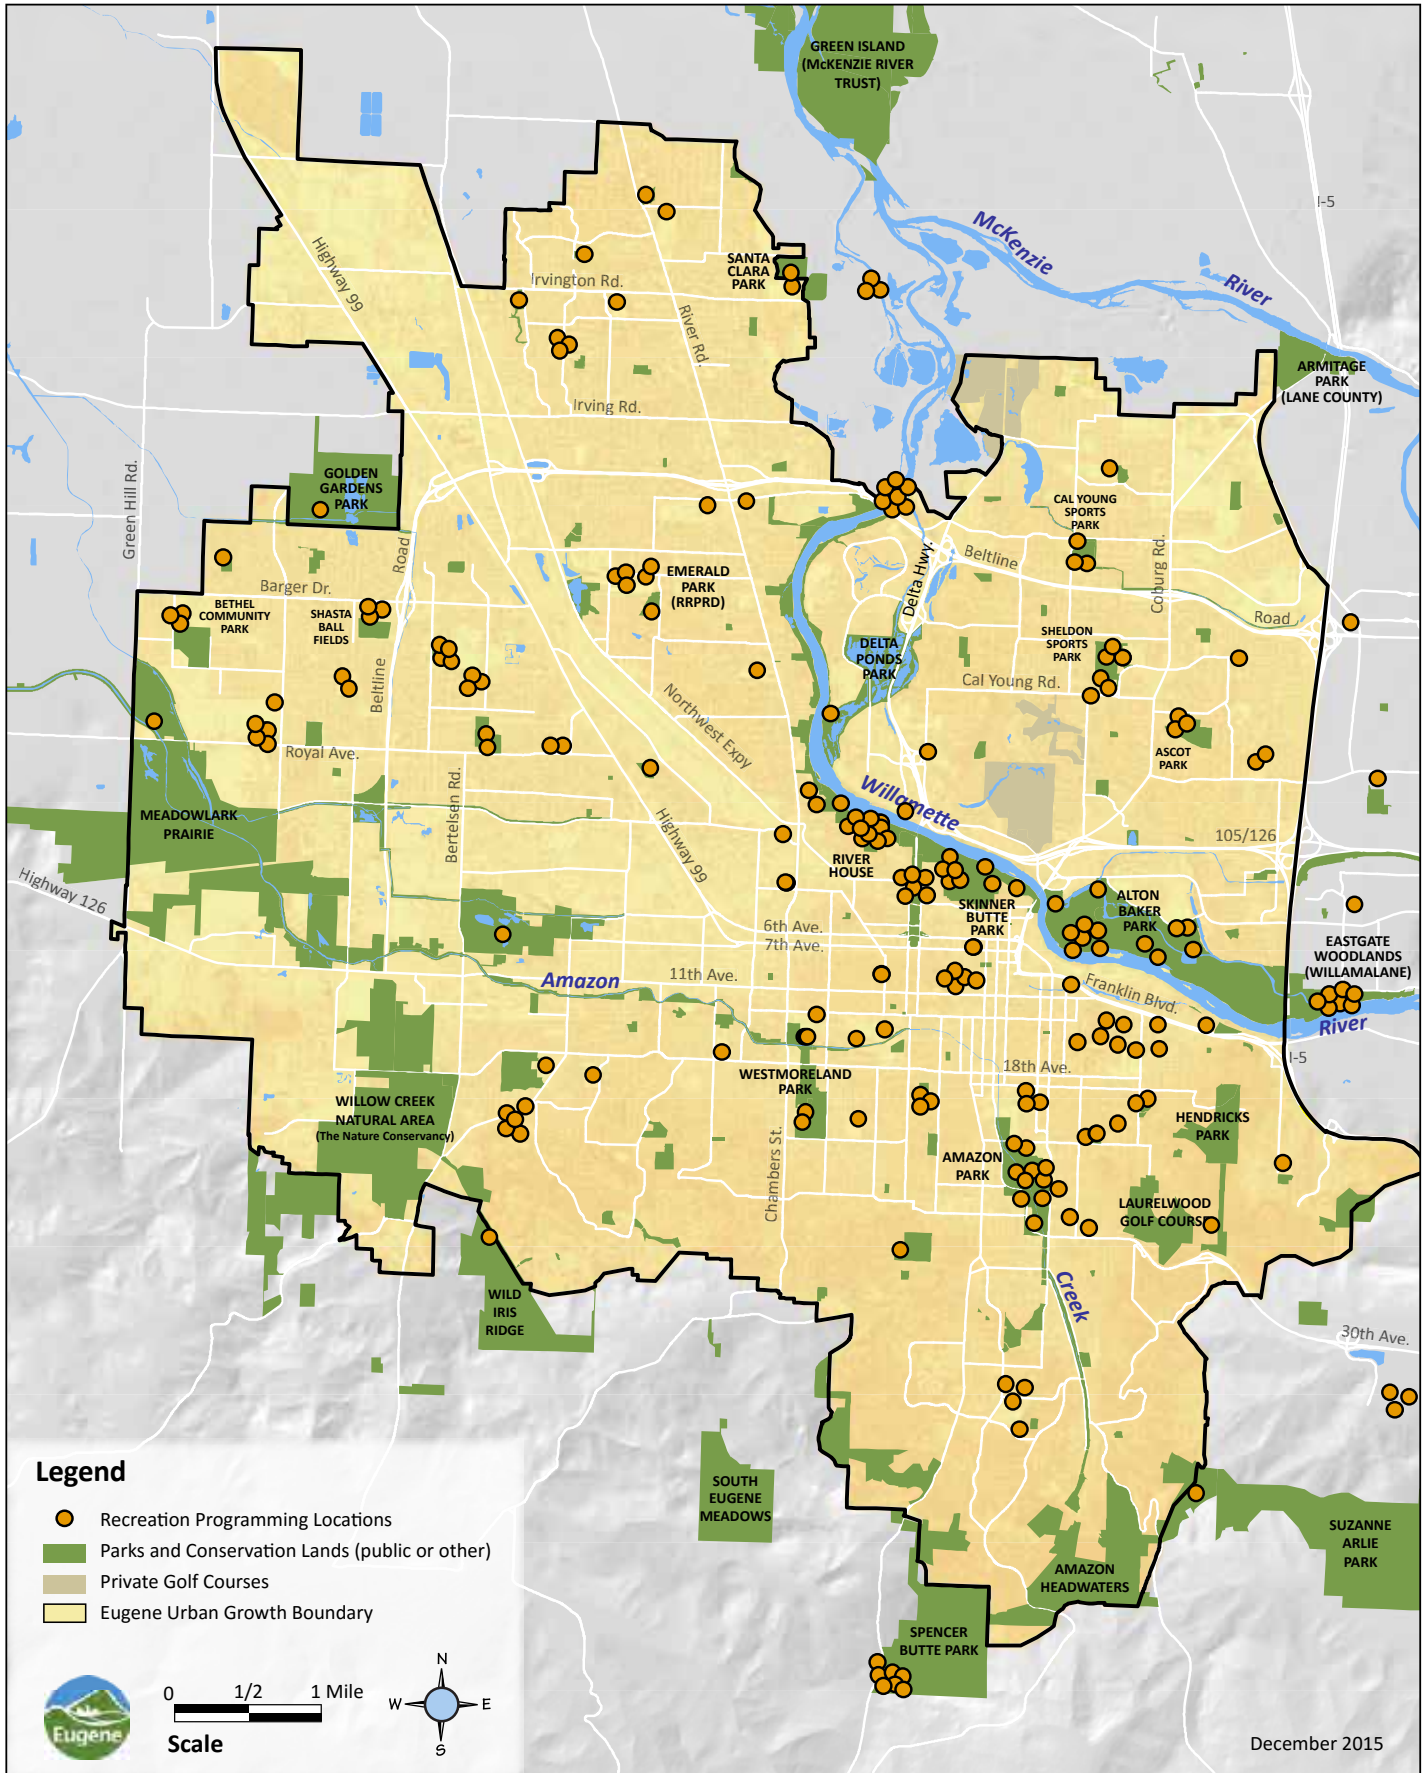 GREEN ISLAND
(McKENZIE RIVER
TRUST)
McKenzie
River
I-5
Highway 99
SANTA
CLARA
PARK
Irvington Rd.
River Rd.
ARMITAGE
PARK
(LANE COUNTY)
Irving Rd.
Green Hill Rd.
GOLDEN
GARDENS
PARK
CAL YOUNG
SPORTS
PARK
Road
Delta Hwy.
Beltline
Coburg Rd.
Barger Dr.
EMERALD
PARK
(RRPRD)
BETHEL
COMMUNITY
PARK
SHASTA
BALL
FIELDS
Road
DELTA
PONDS
PARK
SHELDON
SPORTS
PARK
Beltline
Cal Young Rd.
Northwest Expy
Royal Ave.
ASCOT
PARK
MEADOWLARK
PRAIRIE
Bertelsen Rd.
Highway 99
Willamette
105/126
RIVER
HOUSE
Highway 126
SKINNER
BUTTE
PARK
ALTON
BAKER
PARK
6th Ave.
7th Ave.
EASTGATE
WOODLANDS
(WILLAMALANE)
Amazon
11th Ave.
Franklin Blvd.
River
I-5
18th Ave.
WESTMORELAND
PARK
WILLOW CREEK
NATURAL AREA
(The Nature Conservancy)
HENDRICKS
PARK
Chambers St.
AMAZON
PARK
LAURELWOOD
GOLF COURSE
WILD
IRIS
RIDGE
Creek
30th Ave.
SOUTH
EUGENE
MEADOWS
SUZANNE
ARLIE
PARK
AMAZON
HEADWATERS
SPENCER
BUTTE PARK
Legend
Recreation Programming Locations
Parks and Conservation Lands (public or other)
Private Golf Courses
Eugene Urban Growth Boundary
Eugene
0 1/2 1 Mile
Scale
N
W E
S
December 2015